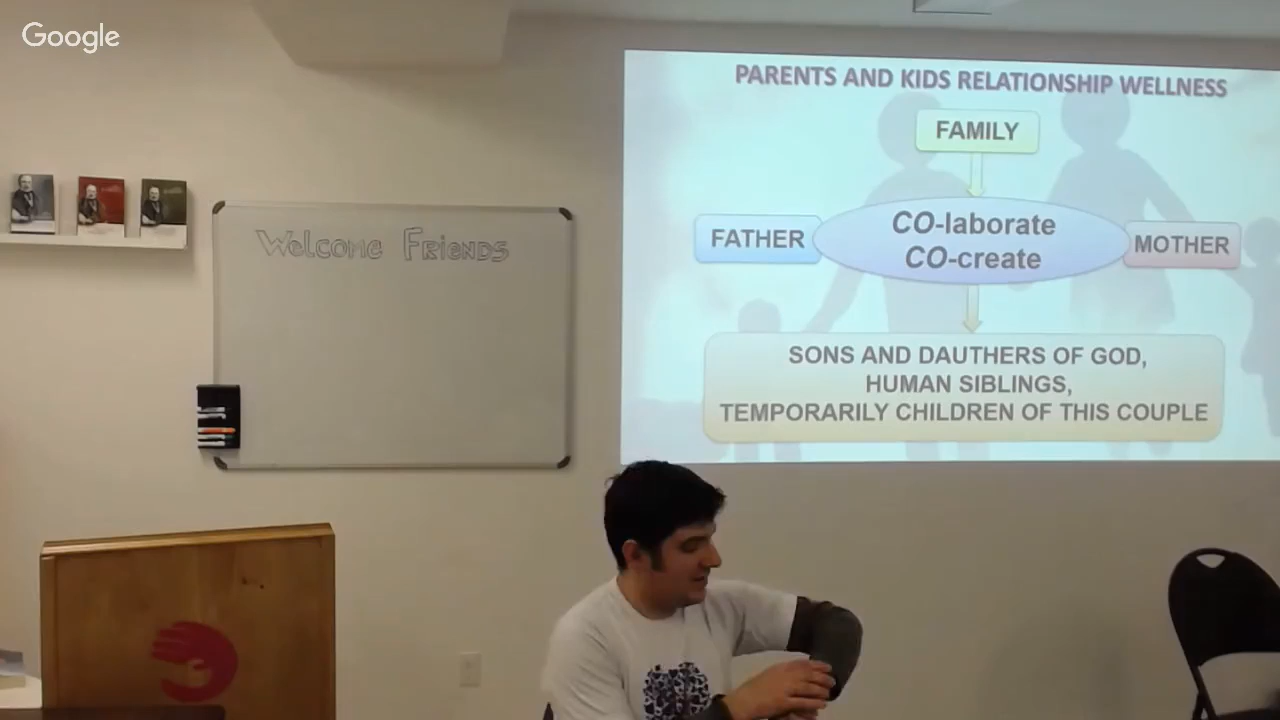 Google
Welcome Friends
PARENTS AND KIDS RELATIONSHIP WELLNESS
FAMILY
FATHER
CO-laborate
CO-create
MOTHER
SONS AND DAUTHERS OF GOD,
HUMAN SIBLINGS,
TEMPORARILY CHILDREN OF THIS COUPLE